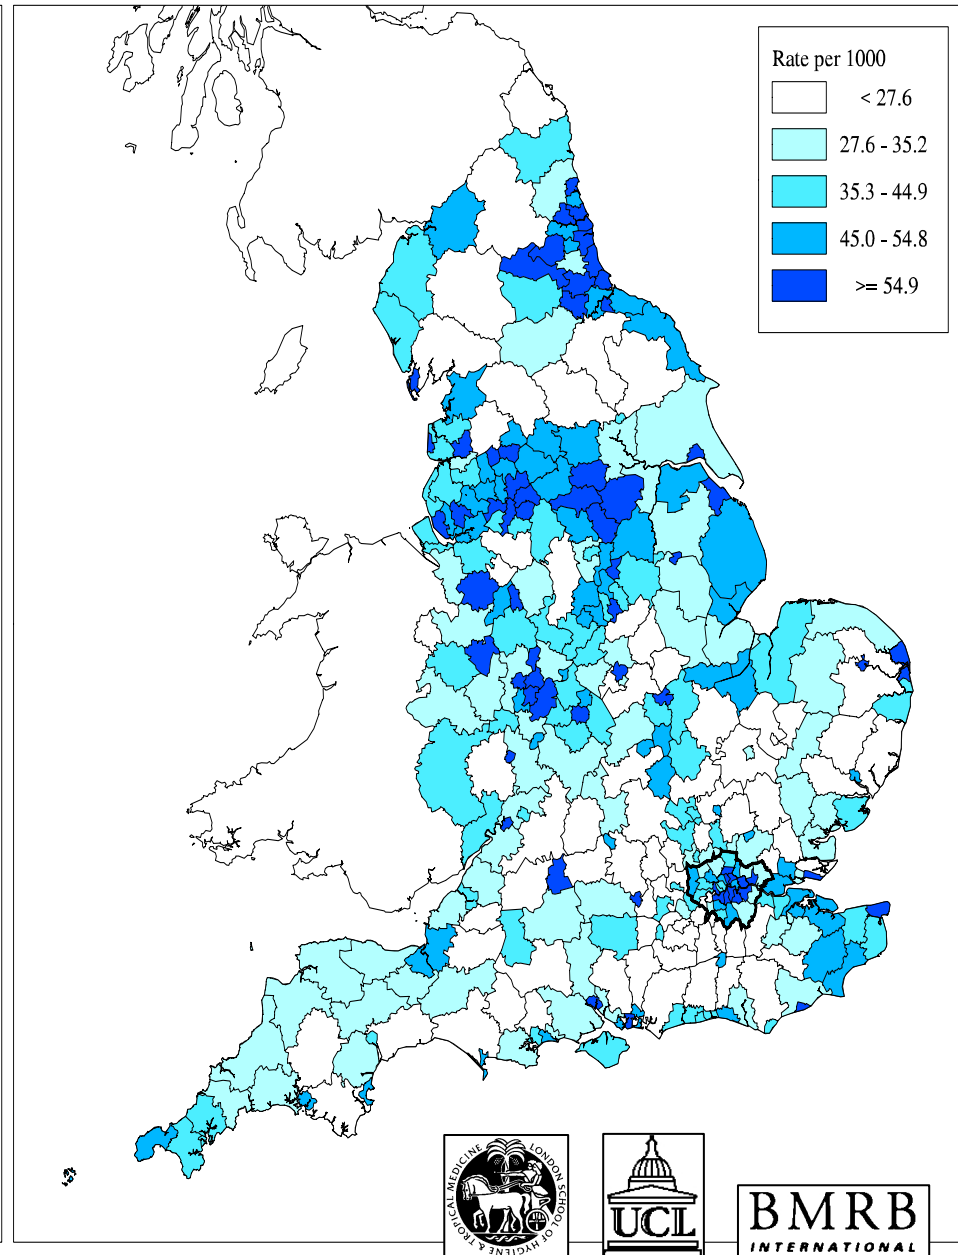 Rate per 1000
< 27.6
27.6 - 35.2
35.3 - 44.9
45.0 - 54.8
>= 54.9
LONDON SCHOOL OF HYGIENE & TROPICAL MEDICINE
UCL
BMRB
INTERNATIONAL